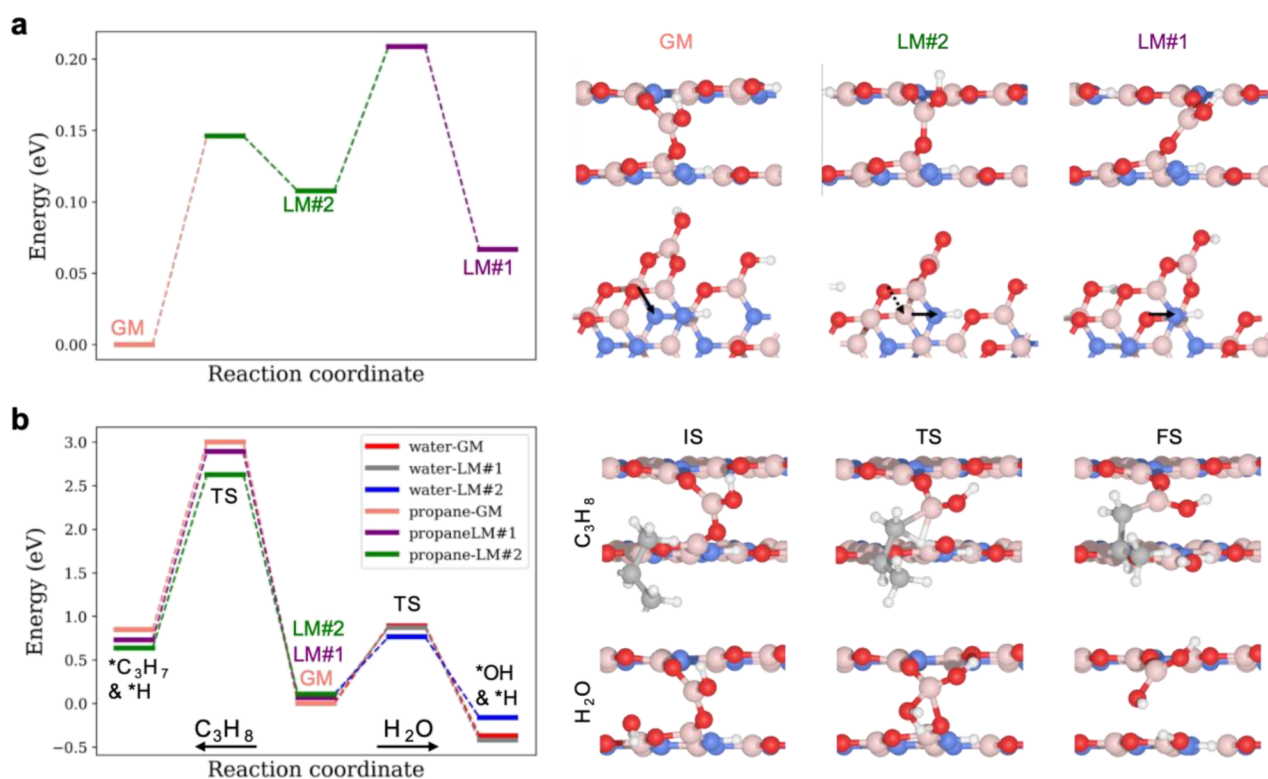 a
0.20
0.15
0.10
0.05
0.00
Energy (eV)
GM
LM#2
LM#1
Reaction coordinate
GM
LM#2
LM#1
b
3.0
2.5
2.0
1.5
1.0
0.5
0.0
−0.5
Energy (eV)
water-GM
water-LM#1
water-LM#2
propane-GM
propaneLM#1
propane-LM#2
TS
TS
LM#2
LM#1
GM
*C₃H₇
& *H
*OH
& *H
C₃H₈
H₂O
Reaction coordinate
IS
TS
FS
C₃H₈
H₂O